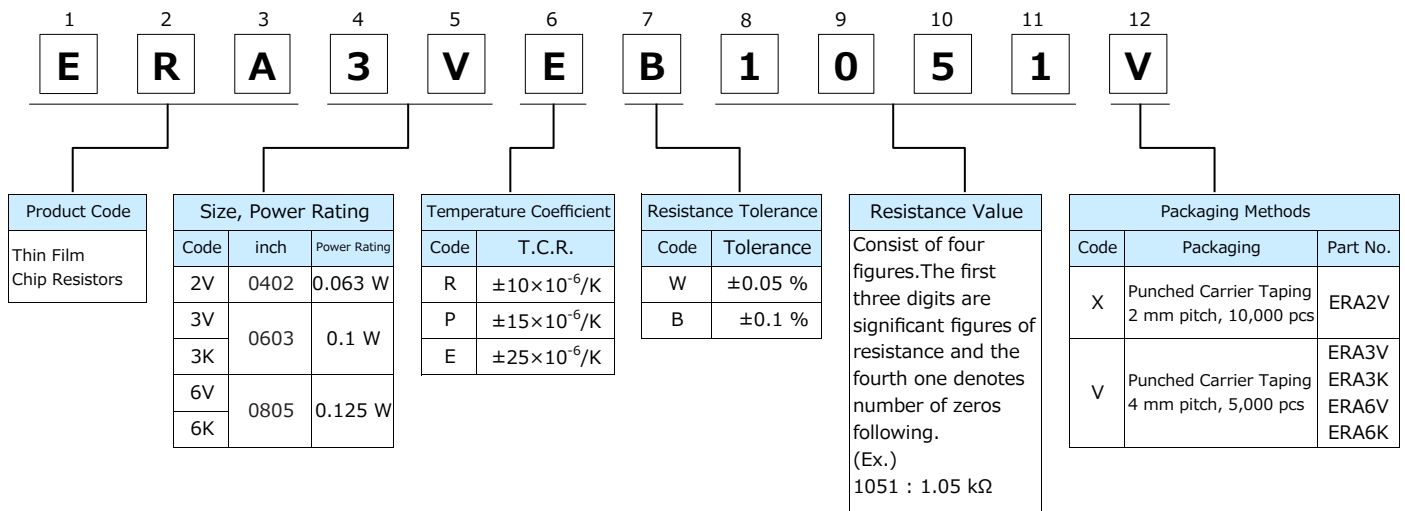 1 2 3 4 5 6 7 8 9 10 11 12
E R A 3 V E B 1 0 5 1 V
Product Code
Thin Film
Chip Resistors
Size, Power Rating
Code inch Power Rating
2V 0402 0.063 W
3V
0603 0.1 W
3K
6V
0805 0.125 W
6K
Temperature Coefficient
Code T.C.R.
R ±10×10⁻⁶/K
P ±15×10⁻⁶/K
E ±25×10⁻⁶/K
Resistance Tolerance
Code Tolerance
W ±0.05 %
B ±0.1 %
Resistance Value
Consist of four
figures.The first
three digits are
significant figures of
resistance and the
fourth one denotes
number of zeros
following.
(Ex.)
1051 : 1.05 kΩ
Packaging Methods
Code Packaging Part No.
X Punched Carrier Taping
2 mm pitch, 10,000 pcs ERA2V
V Punched Carrier Taping
4 mm pitch, 5,000 pcs
ERA3V
ERA3K
ERA6V
ERA6K